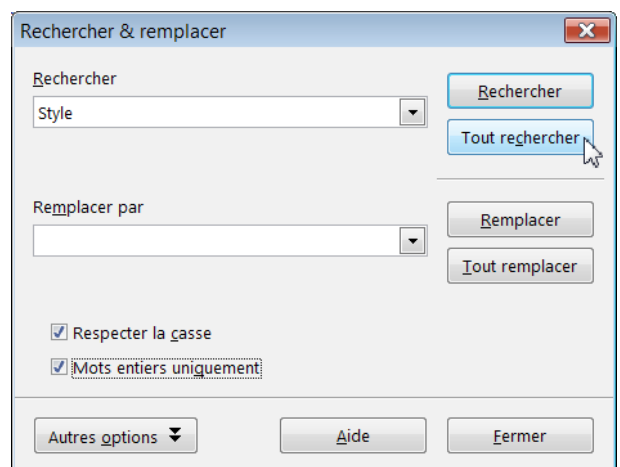 Rechercher & remplacer
Rechercher
Style
Rechercher
Tout rechercher
Remplacer par
Remplacer
Tout remplacer
Respecter la casse
Mots entiers uniquement
Autres options
Aide
Fermer